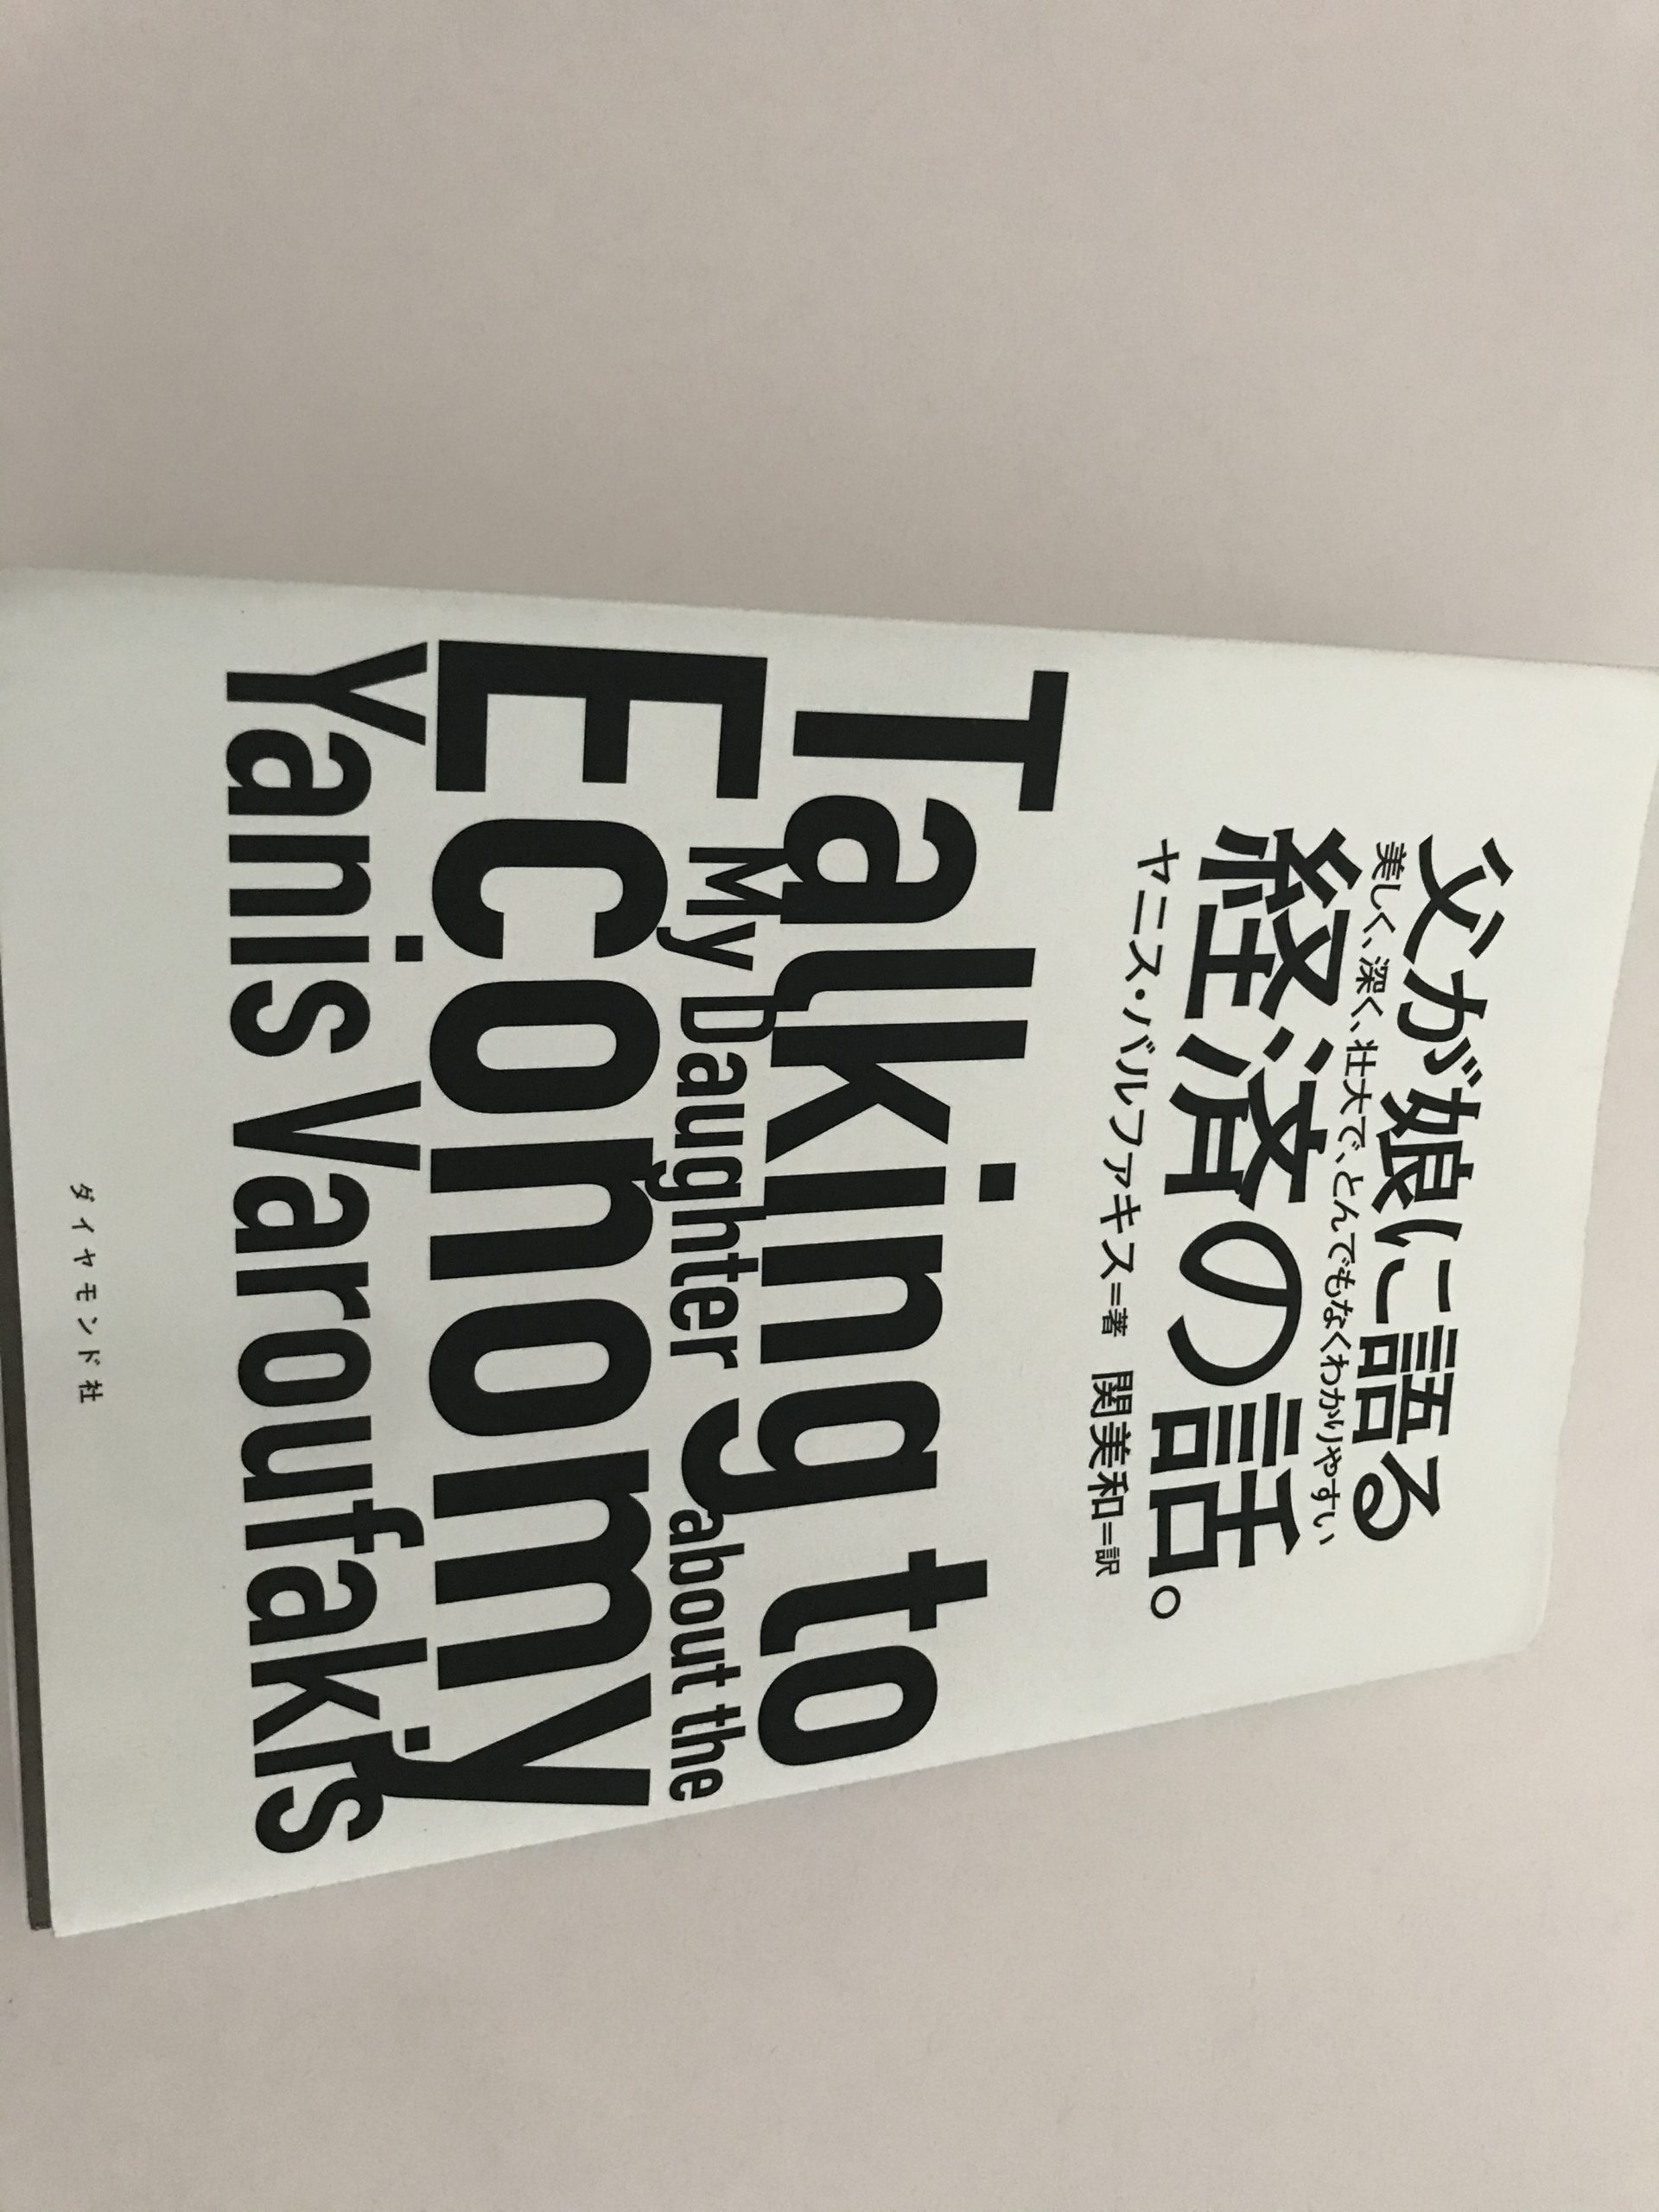 父が娘に語る
美しく、深く、壮大で、とんでもなくわかりやすい
経済の話。
ヤニス・バルファキス=著　関美和=訳
Talking to
My Daughter about the
Economy
Yanis Varoufakis
ダイヤモンド社